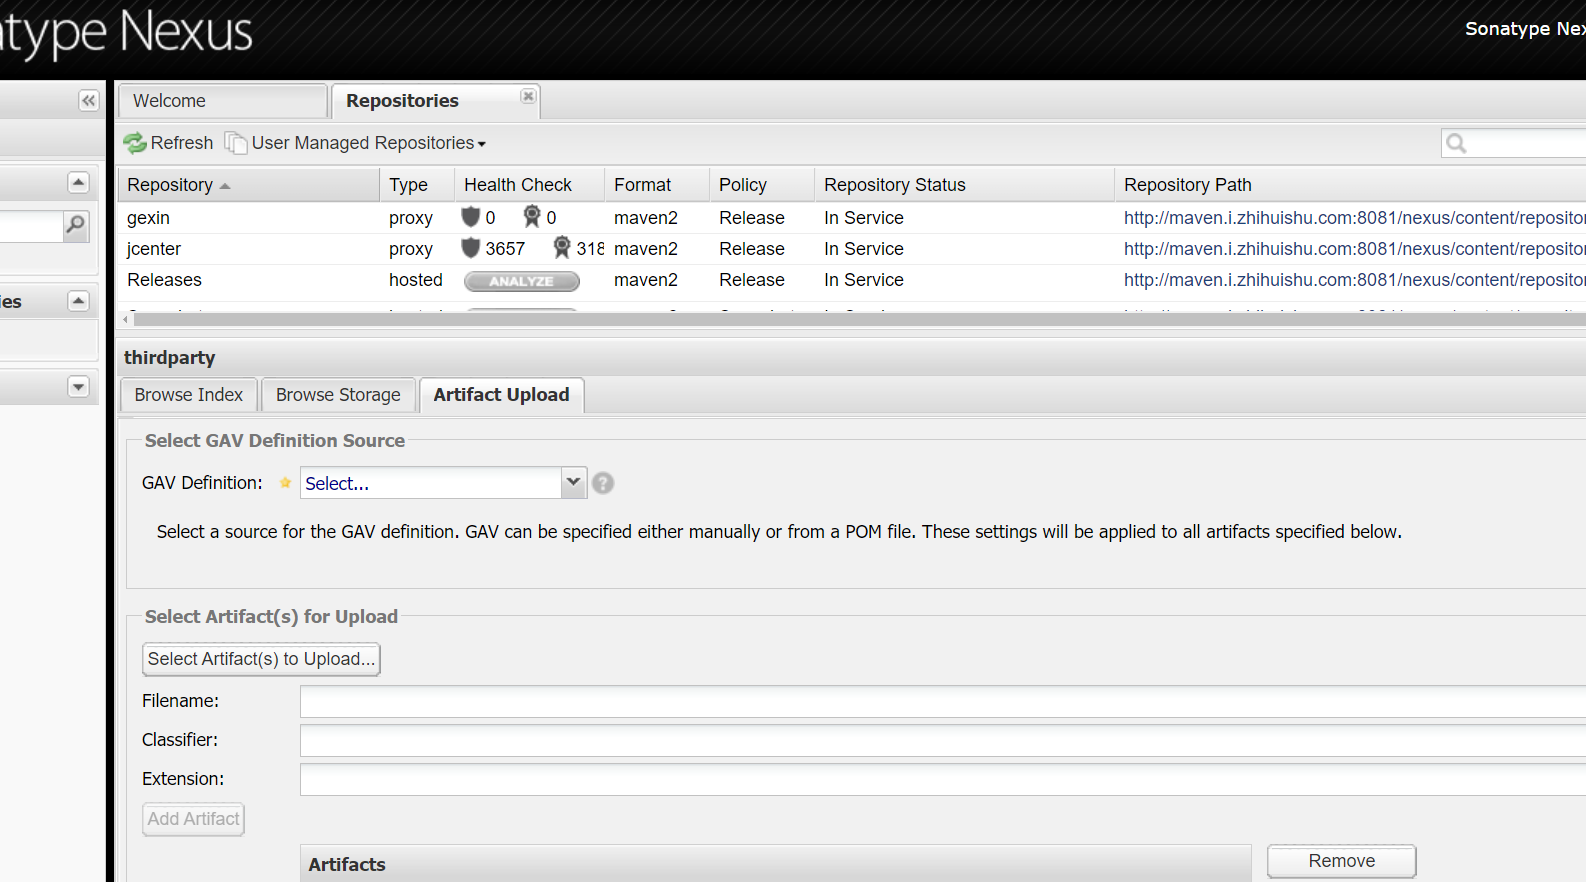 Nexus
Sonatype
Welcome
Repositories
Refresh User Managed Repositories
Repository Type Health Check Format Policy Repository Status Repository Path
gexin proxy 0 0 maven2 Release In Service http://maven.i.zhihuishu.com:8081/nexus/content/repositor
jcenter proxy 3657 318 maven2 Release In Service http://maven.i.zhihuishu.com:8081/nexus/content/repositor
Releases hosted ANALYZE maven2 Release In Service http://maven.i.zhihuishu.com:8081/nexus/content/repositor
thirdparty
Browse Index Browse Storage Artifact Upload
Select GAV Definition Source
GAV Definition: Select...
Select a source for the GAV definition. GAV can be specified either manually or from a POM file. These settings will be applied to all artifacts specified below.
Select Artifact(s) for Upload
Select Artifact(s) to Upload...
Filename:
Classifier:
Extension:
Add Artifact
Artifacts Remove